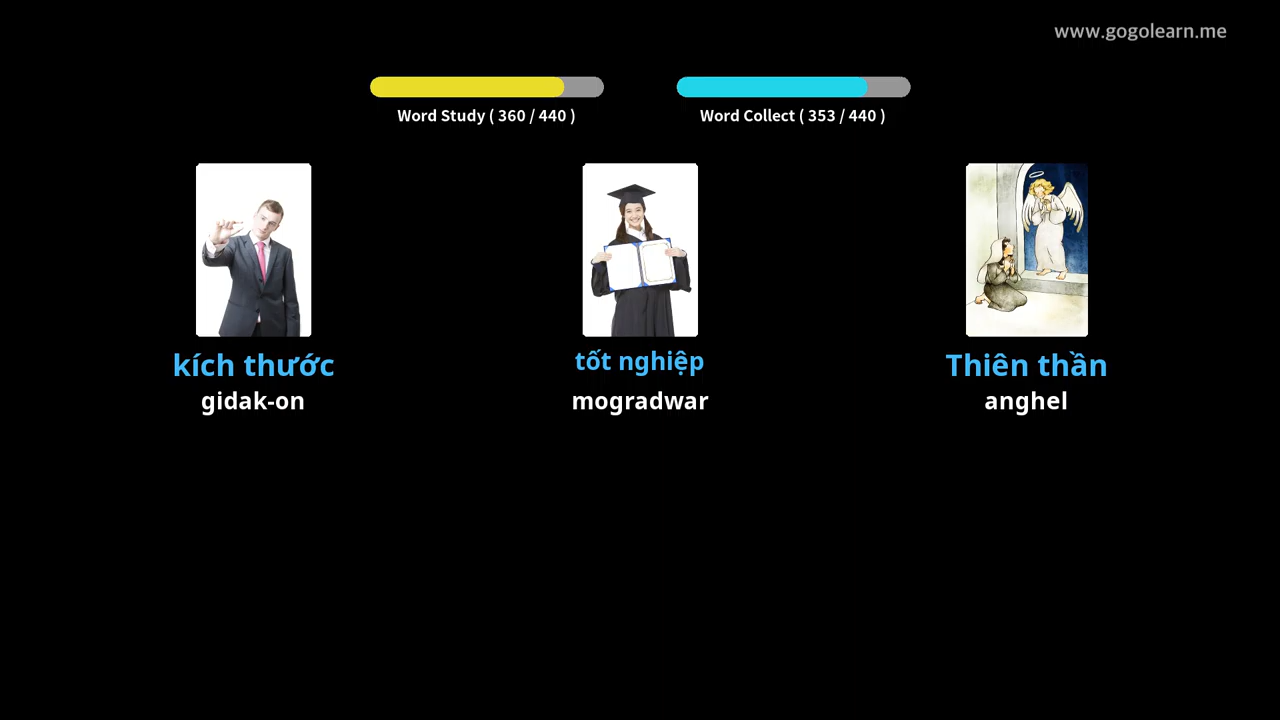 www.gogolearn.me
Word Study ( 360 / 440 )
Word Collect ( 353 / 440 )
kích thước
gidak-on
tốt nghiệp
mogradwar
Thiên thần
anghel